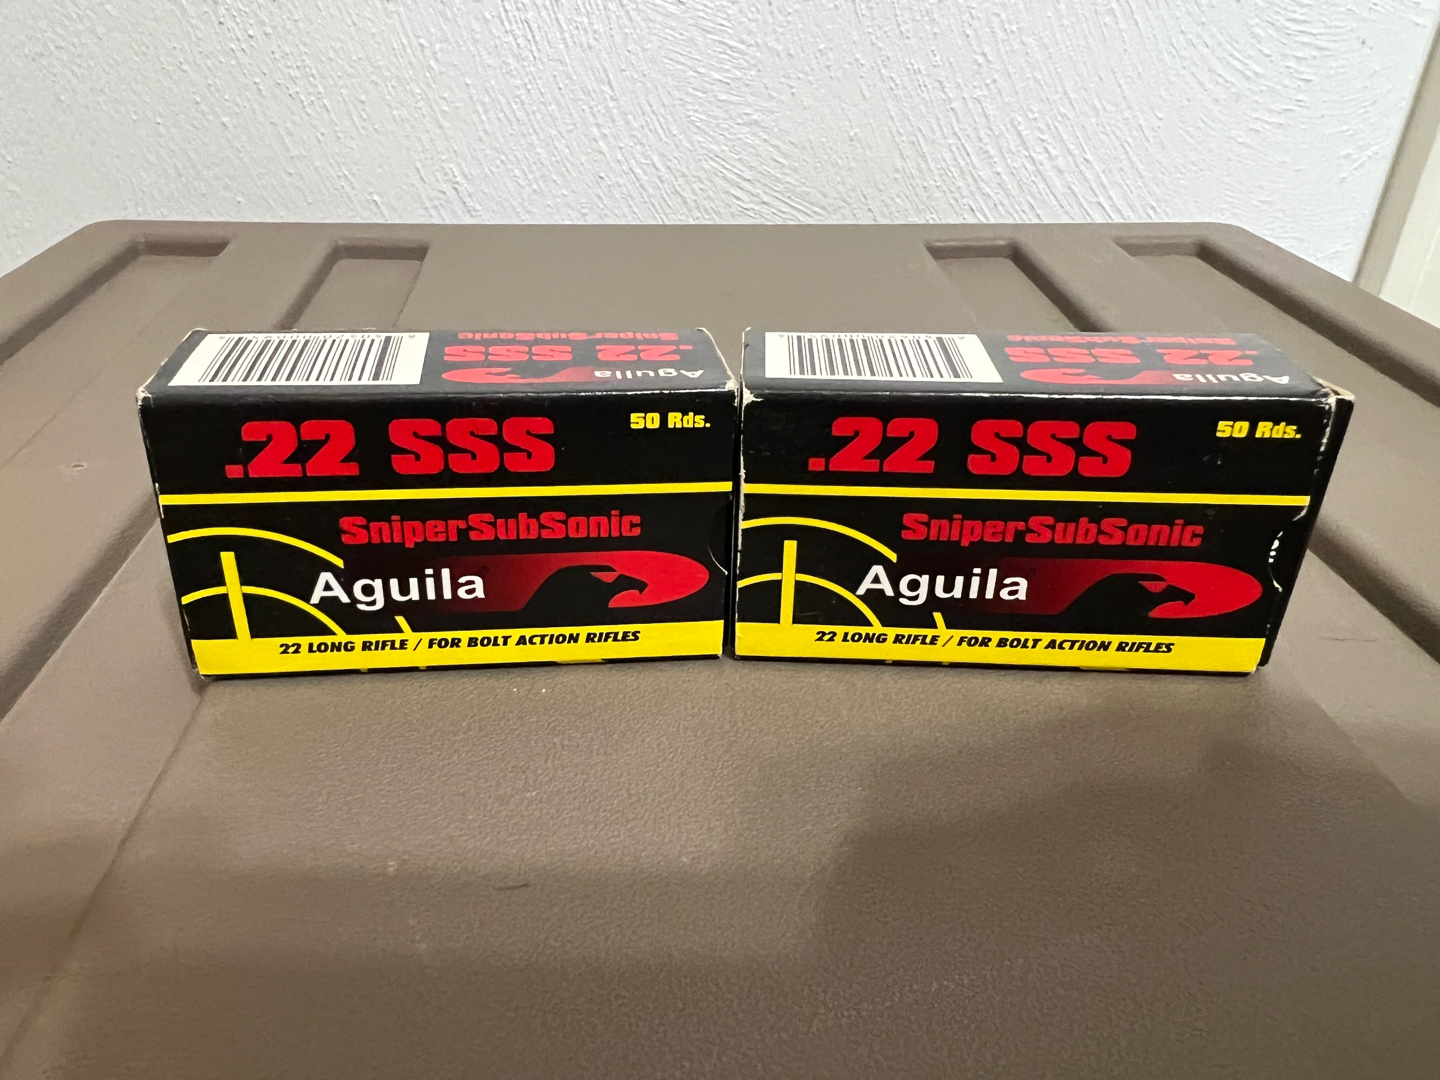 SniperSubSonic
.22 SSS
Aguila
.22 SSS
50 Rds.
SniperSubSonic
Aguila
22 LONG RIFLE / FOR BOLT ACTION RIFLES
SniperSubSonic
.22 SSS
Aguila
.22 SSS
50 Rds.
SniperSubSonic
Aguila
22 LONG RIFLE / FOR BOLT ACTION RIFLES